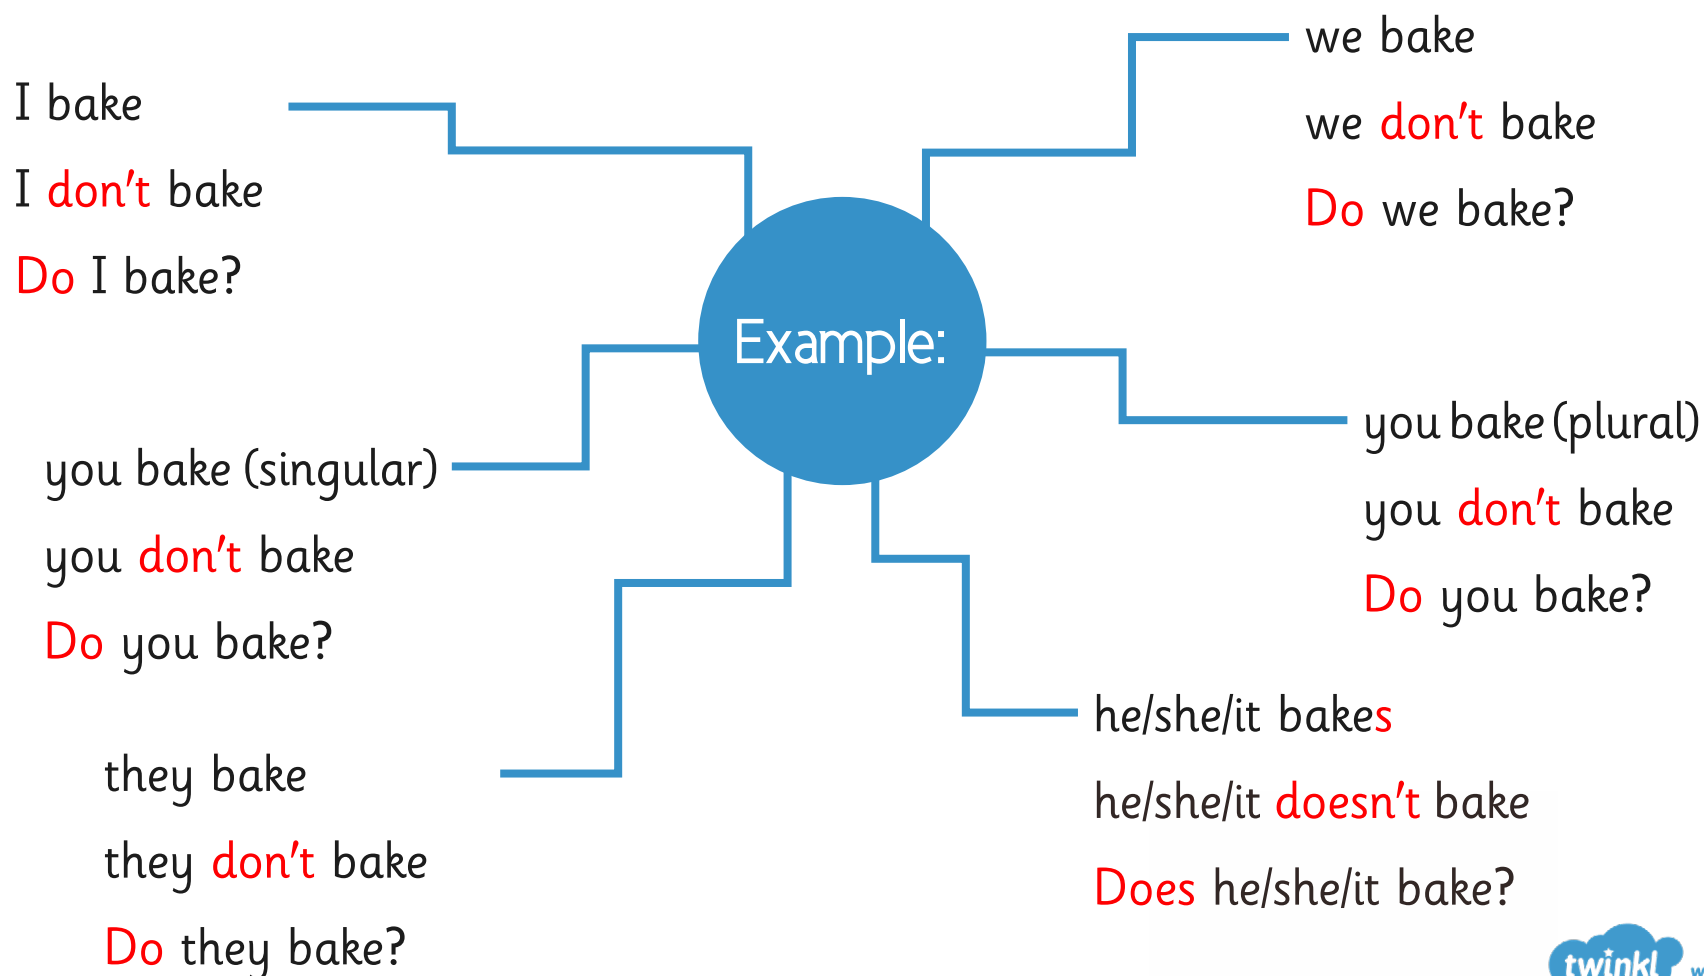 I bake
I don't bake
Do I bake?
we bake
we don't bake
Do we bake?
Example:
you bake (singular)
you don't bake
Do you bake?
you bake (plural)
you don't bake
Do you bake?
they bake
they don't bake
Do they bake?
he/she/it bakes
he/she/it doesn't bake
Does he/she/it bake?
twinkl